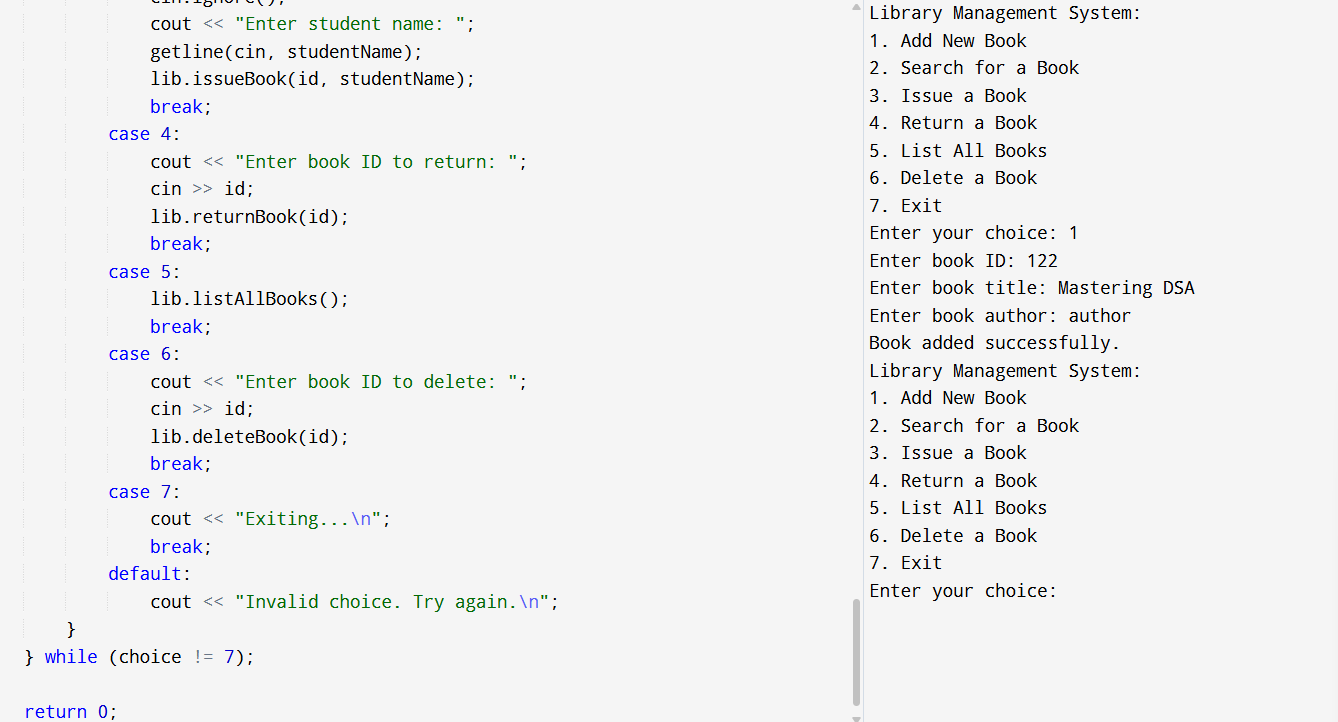 cin.ignore();
cout << "Enter student name: ";
getline(cin, studentName);
lib.issueBook(id, studentName);
break;
case 4:
cout << "Enter book ID to return: ";
cin >> id;
lib.returnBook(id);
break;
case 5:
lib.listAllBooks();
break;
case 6:
cout << "Enter book ID to delete: ";
cin >> id;
lib.deleteBook(id);
break;
case 7:
cout << "Exiting...\n";
break;
default:
cout << "Invalid choice. Try again.\n";
}
} while (choice != 7);
return 0;
Library Management System:
1. Add New Book
2. Search for a Book
3. Issue a Book
4. Return a Book
5. List All Books
6. Delete a Book
7. Exit
Enter your choice: 1
Enter book ID: 122
Enter book title: Mastering DSA
Enter book author: author
Book added successfully.
Library Management System:
1. Add New Book
2. Search for a Book
3. Issue a Book
4. Return a Book
5. List All Books
6. Delete a Book
7. Exit
Enter your choice: